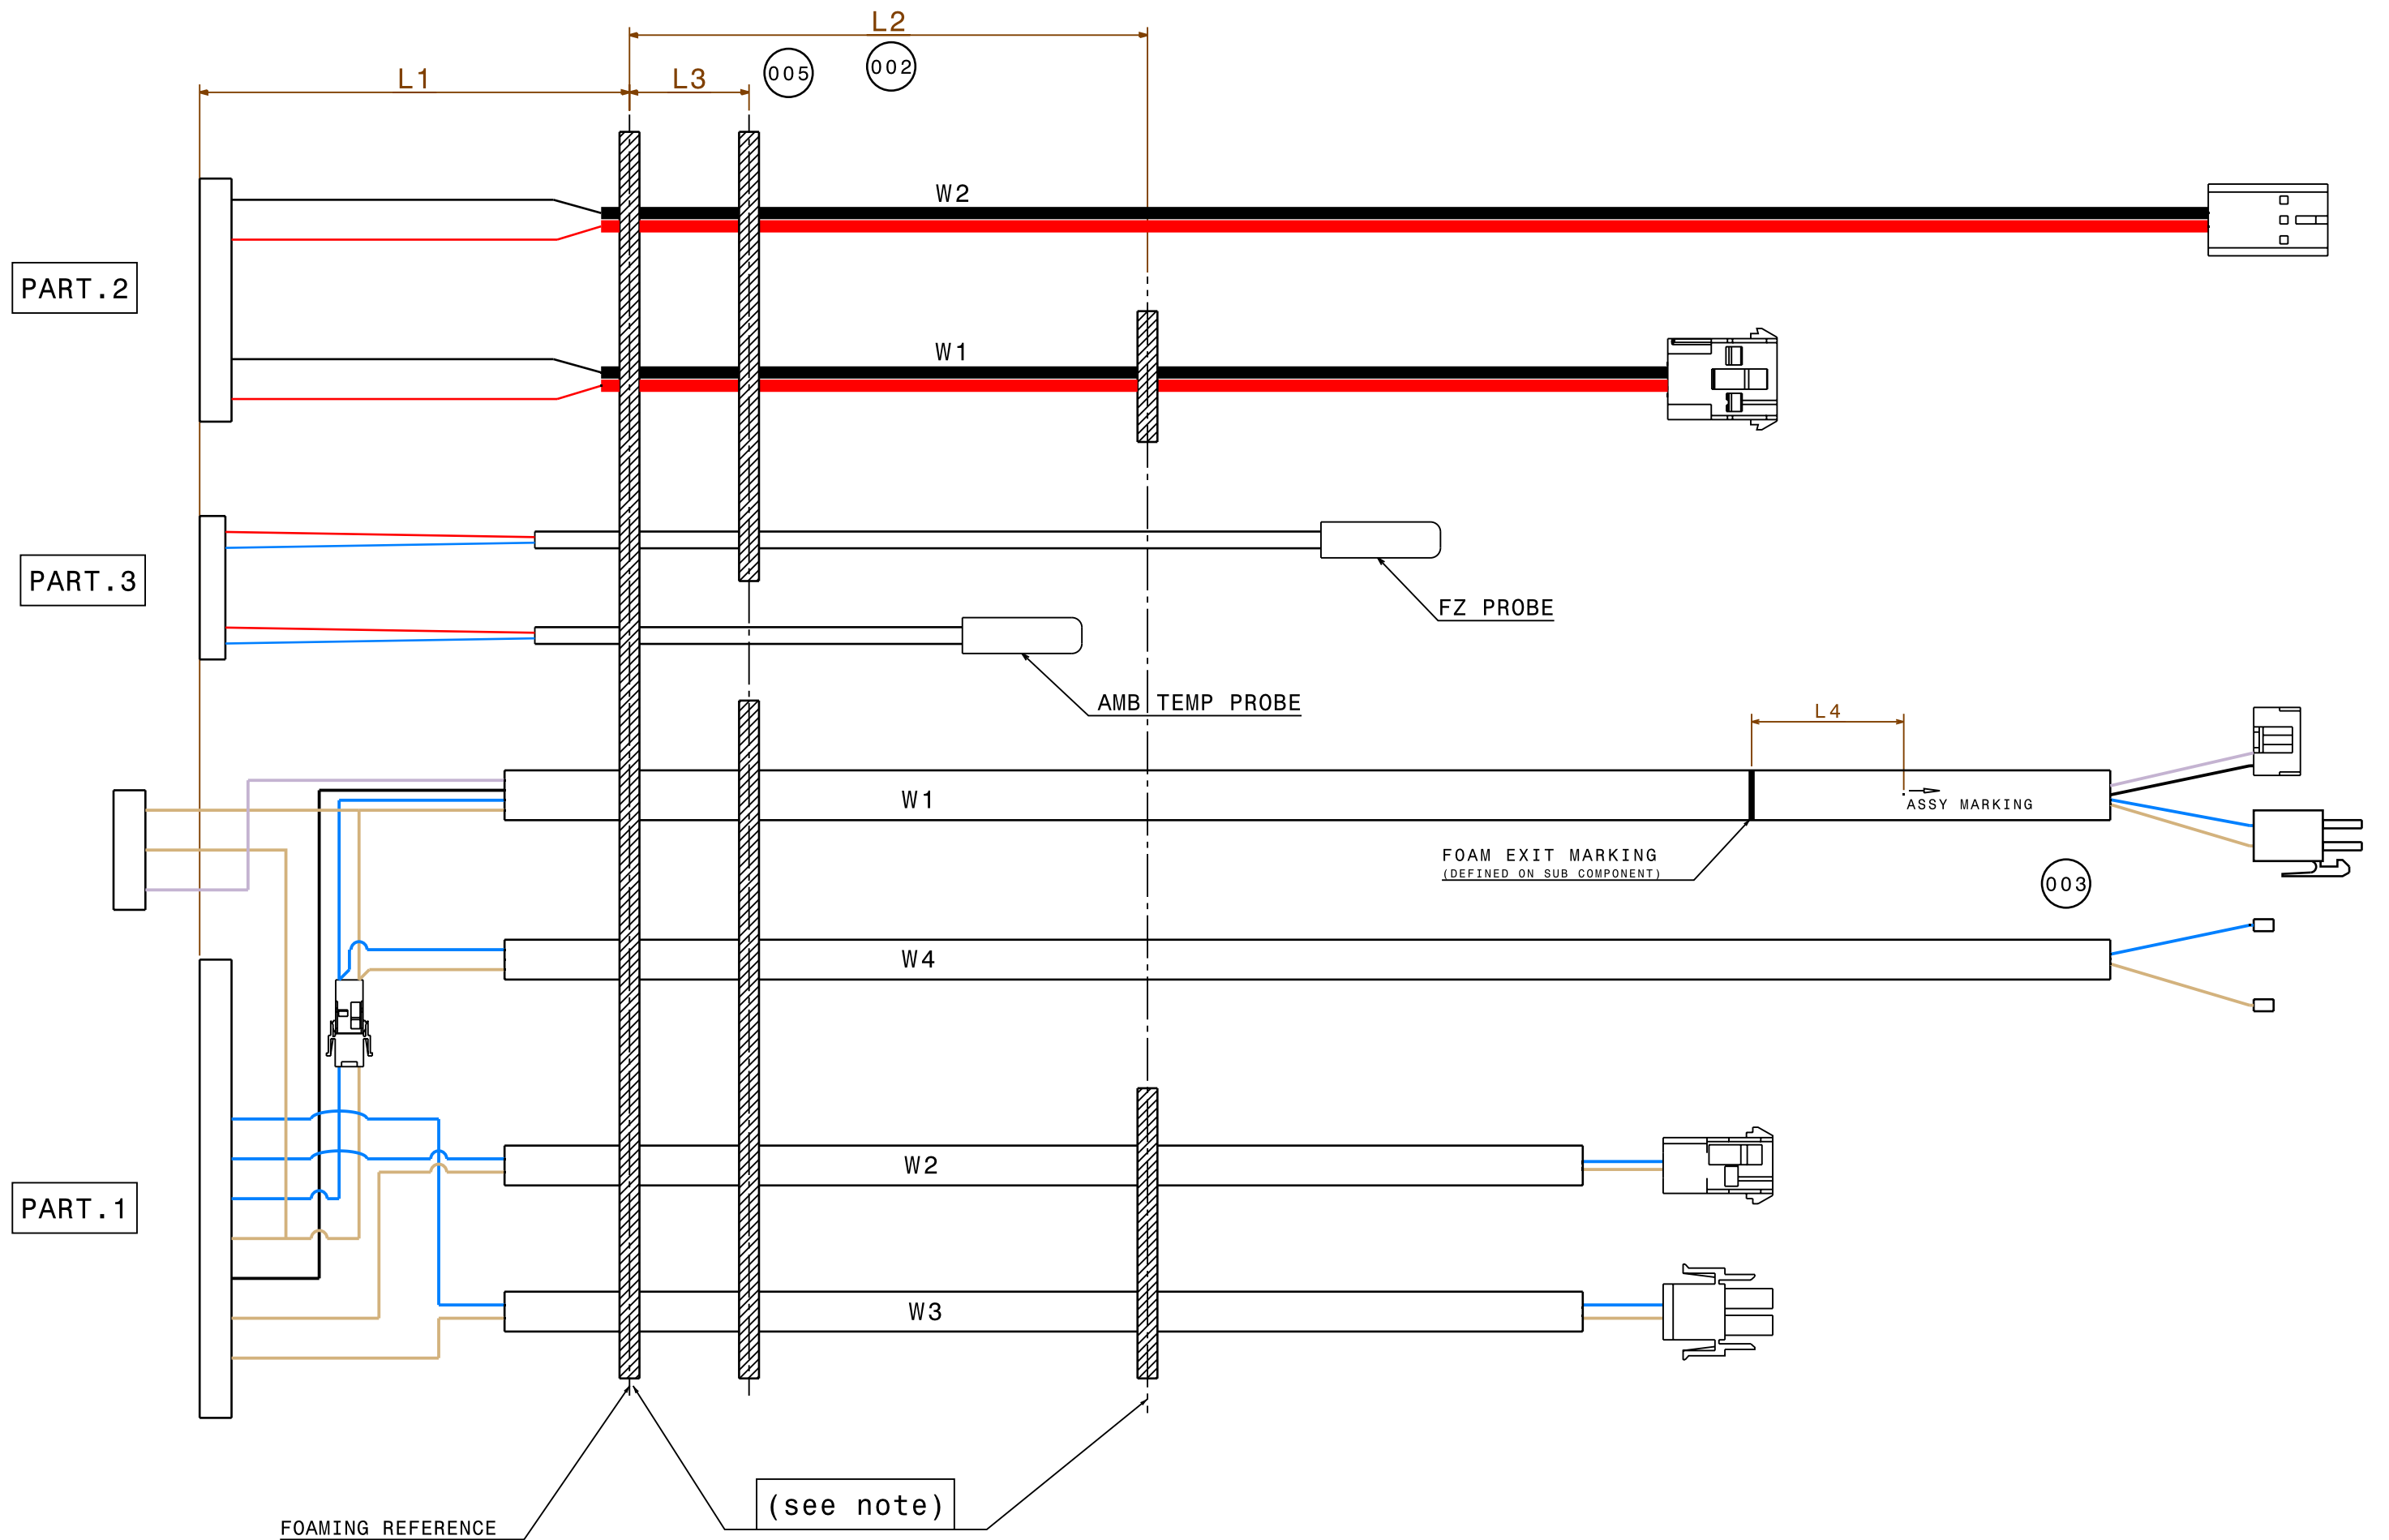 L2
L1
L3
005
002
W2
PART.2
W1
PART.3
FZ PROBE
AMB TEMP PROBE
L4
W1
ASSY MARKING
FOAM EXIT MARKING
(DEFINED ON SUB COMPONENT)
003
W4
W2
PART.1
W3
(see note)
FOAMING REFERENCE